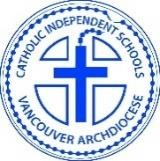 CATHOLIC INDEPENDENT SCHOOLS
VANCOUVER ARCHDIOCESE